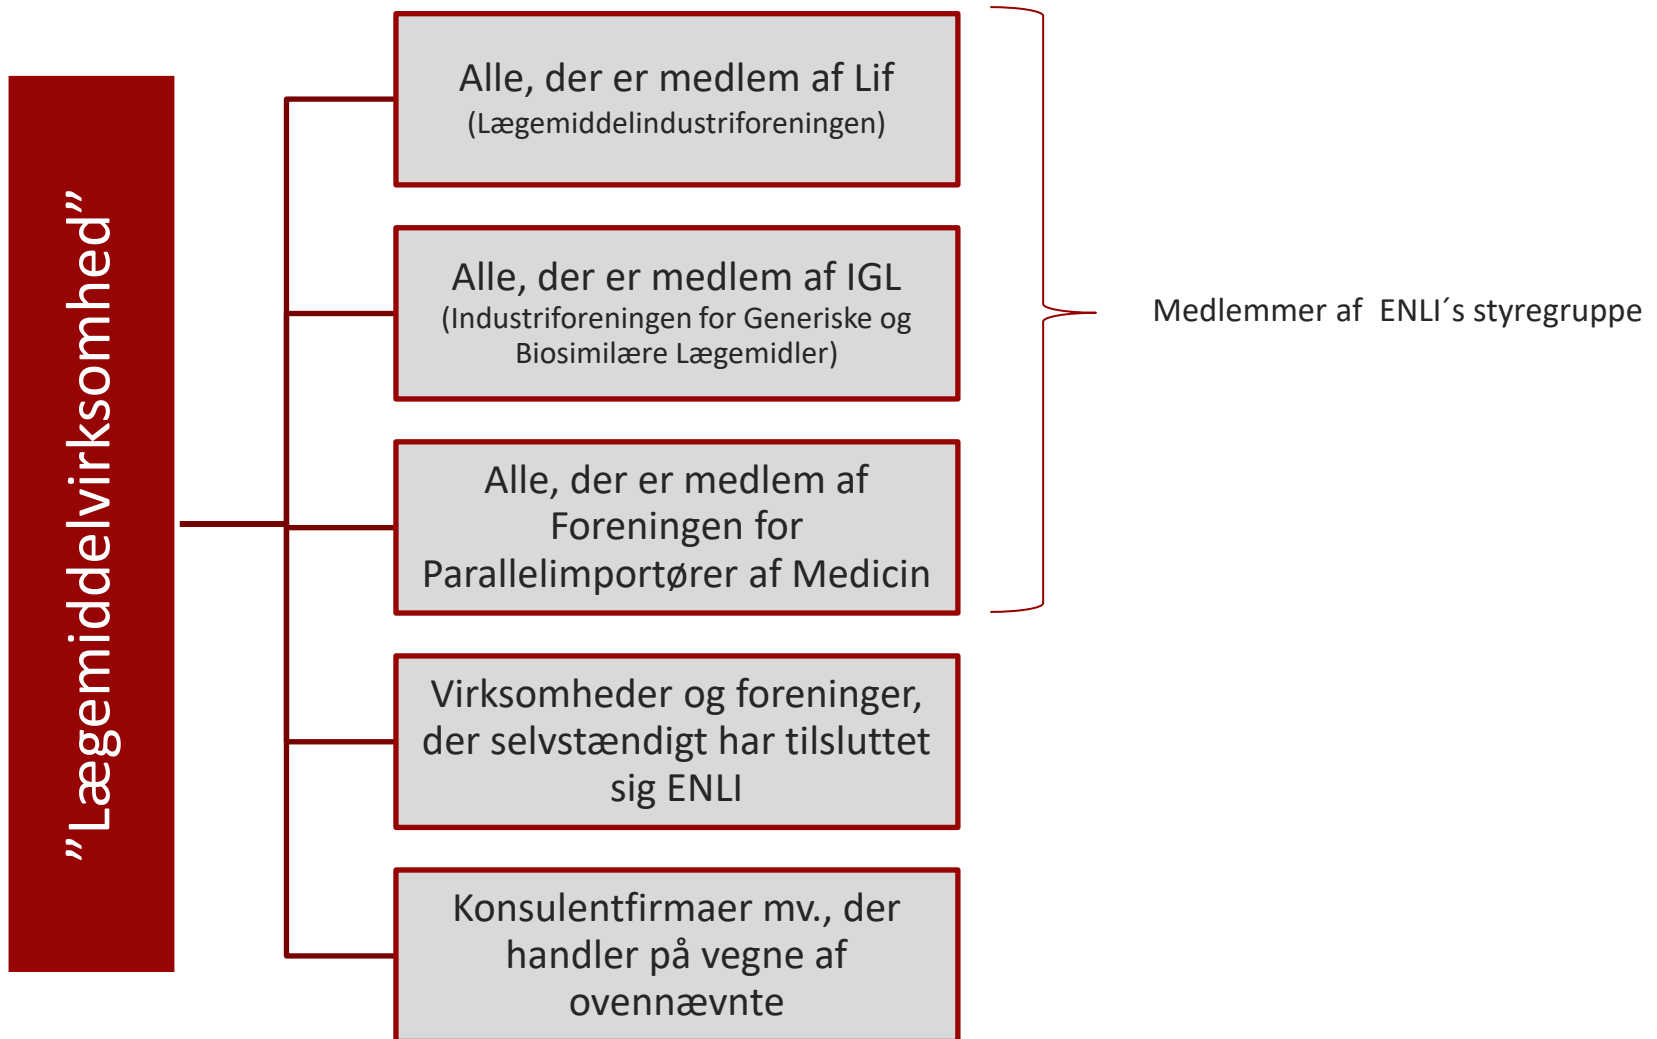 ”Lægemiddelvirksomhed”
Alle, der er medlem af Lif
(Lægemiddelindustriforeningen)
Alle, der er medlem af IGL
(Industriforeningen for Generiske og
Biosimilære Lægemidler)
Alle, der er medlem af
Foreningen for
Parallelimportører af Medicin
Virksomheder og foreninger,
der selvstændigt har tilsluttet
sig ENLI
Konsulentfirmaer mv., der
handler på vegne af
ovennævnte
Medlemmer af  ENLI´s styregruppe